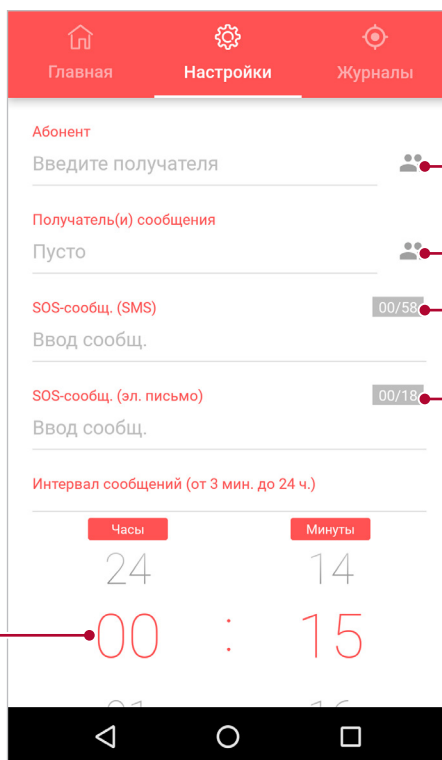 Главная Настройки Журналы
Абонент
Введите получателя
Получатель(и) сообщения
Пусто
SOS-сообщ. (SMS) 00/58
Ввод сообщ.
SOS-сообщ. (эл. письмо) 00/18
Ввод сообщ.
Интервал сообщений (от 3 мин. до 24 ч.)
Часы Минуты
24 14
00 : 15